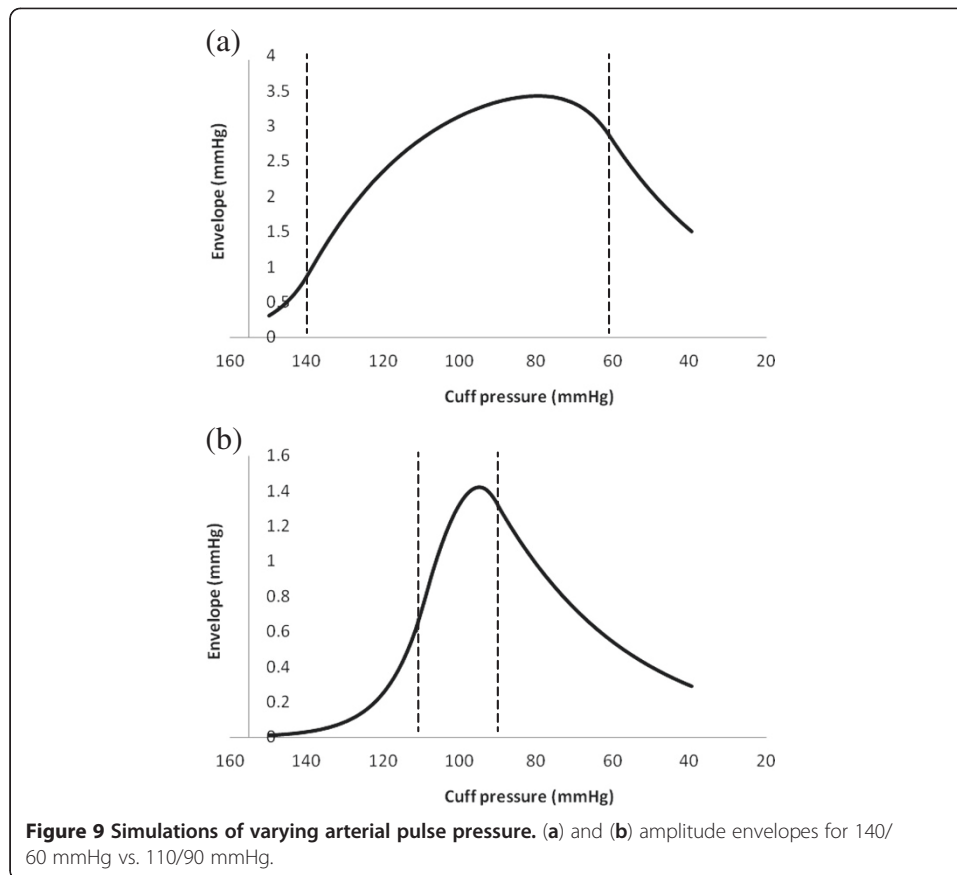 (a)
4
3.5
3
2.5
2
1.5
1
0.5
0
Envelope (mmHg)
160 140 120 100 80 60 40 20
Cuff pressure (mmHg)
(b)
1.6
1.4
1.2
1
0.8
0.6
0.4
0.2
0
Envelope (mmHg)
160 140 120 100 80 60 40 20
Cuff pressure (mmHg)
Figure 9 Simulations of varying arterial pulse pressure. (a) and (b) amplitude envelopes for 140/
60 mmHg vs. 110/90 mmHg.